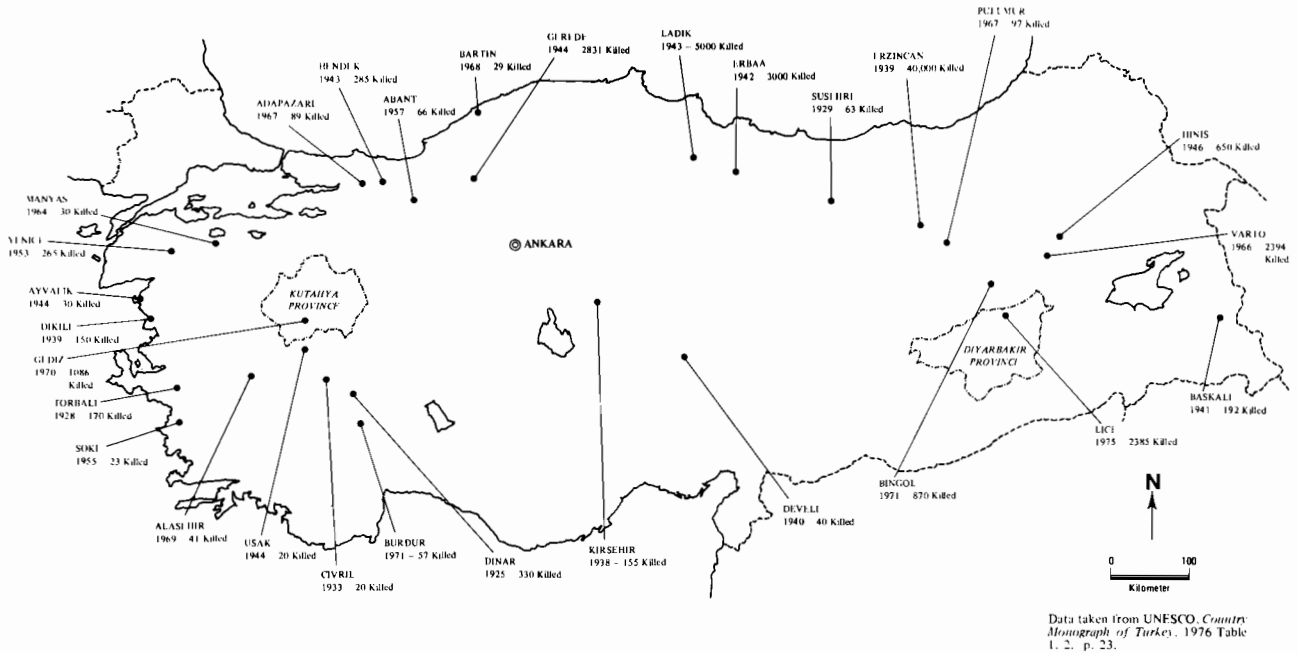 PULUMUR
1967 97 Killed
GEREDE
1944 2831 Killed
LADIK
1943 – 5000 Killed
BARTIN
1968 29 Killed
ERZINCAN
1939 40,000 Killed
HENDEK
1943 285 Killed
ERBAA
1942 3000 Killed
ABANT
1957 66 Killed
SUSEHRI
1929 63 Killed
ADAPAZARI
1967 89 Killed
HINIS
1946 650 Killed
MANYAS
1964 30 Killed
VARTO
1966 2394
Killed
YENICE
1953 265 Killed
ANKARA
AYVALIK
1944 30 Killed
KUTAHYA
PROVINCE
DIKILI
1939 150 Killed
GEDIZ
1970 1086
Killed
DIYARBAKIR
PROVINCE
TORBALI
1928 170 Killed
BASKALE
1941 192 Killed
LICE
1975 2385 Killed
SOKE
1955 23 Killed
BINGOL
1971 870 Killed
N
DEVELI
1940 40 Killed
ALASEHIR
1969 41 Killed
USAK
1944 20 Killed
BURDUR
1971 – 57 Killed
KIRSEHIR
1938 – 155 Killed
DINAR
1925 330 Killed
CIVRIL
1933 20 Killed
0 100
Kilometer
Data taken from UNESCO, Country
Monograph of Turkey, 1976 Table
1. 2. p. 23.